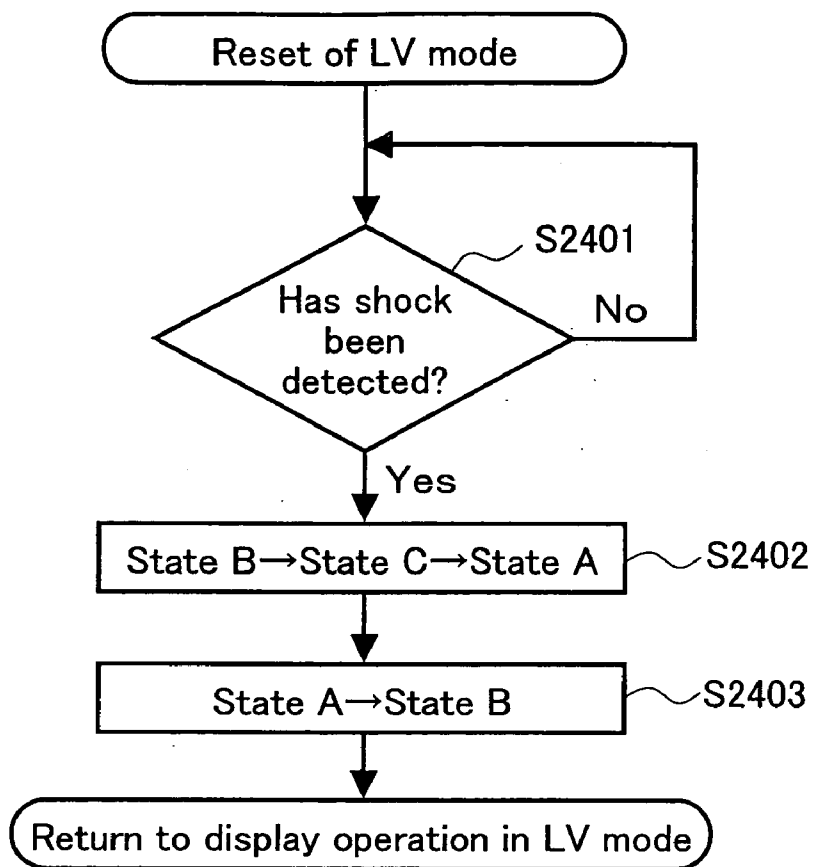 Reset of LV mode
S2401
Has shock
been
detected?
No
Yes
State B→State C→State A
S2402
State A→State B
S2403
Return to display operation in LV mode